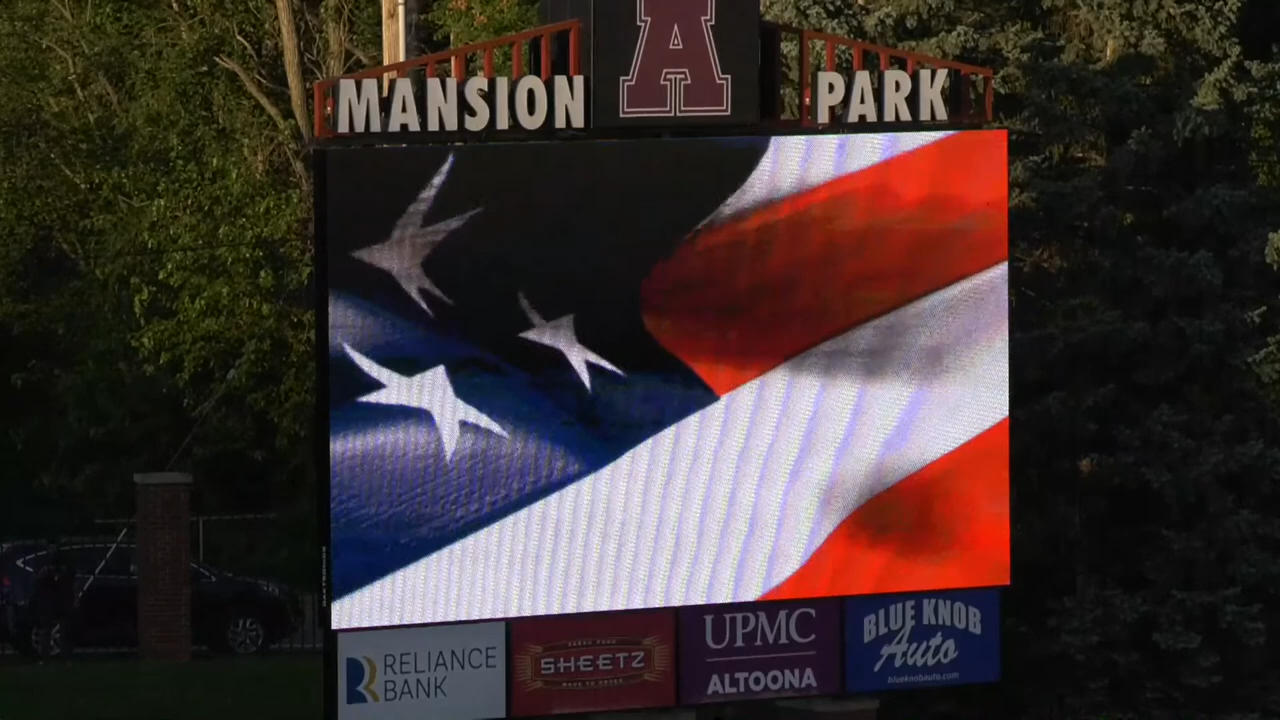 MANSION
A
PARK
RELIANCE
BANK
SHEETZ
UPMC
ALTOONA
BLUE KNOB
Auto
blueknobauto.com